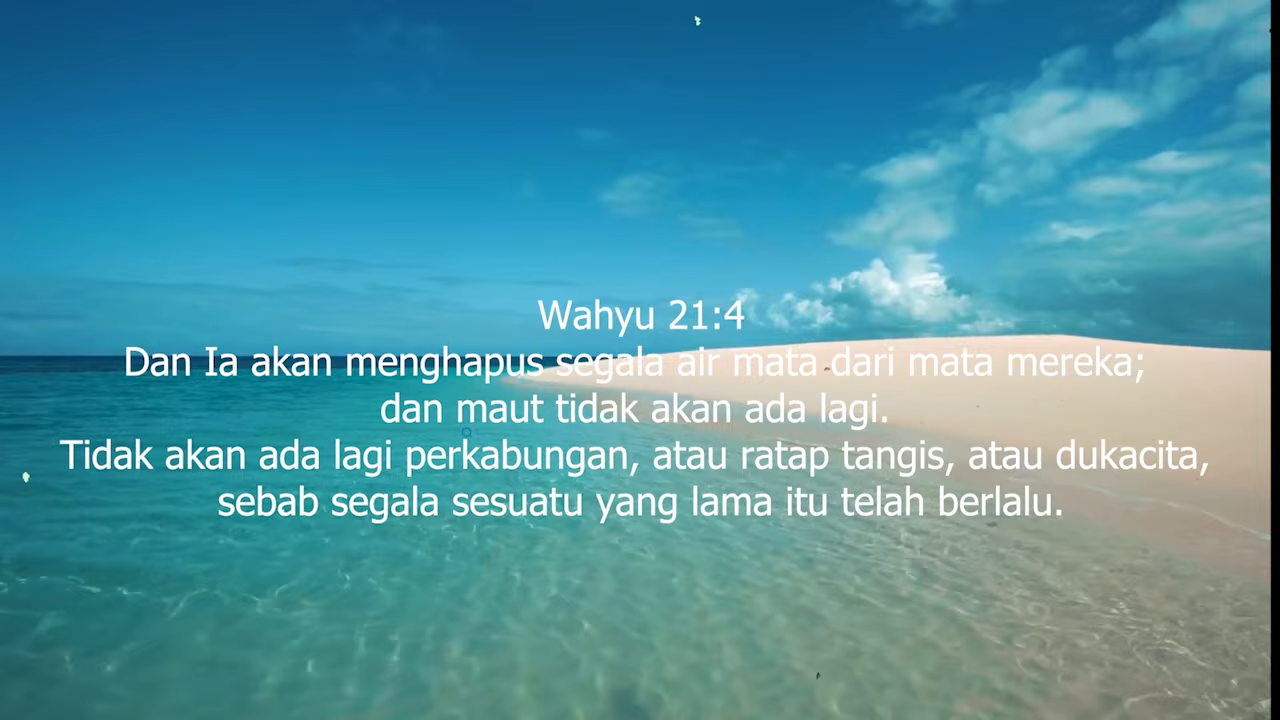 Wahyu 21:4
Dan Ia akan menghapus segala air mata dari mata mereka;
dan maut tidak akan ada lagi.
Tidak akan ada lagi perkabungan, atau ratap tangis, atau dukacita,
sebab segala sesuatu yang lama itu telah berlalu.